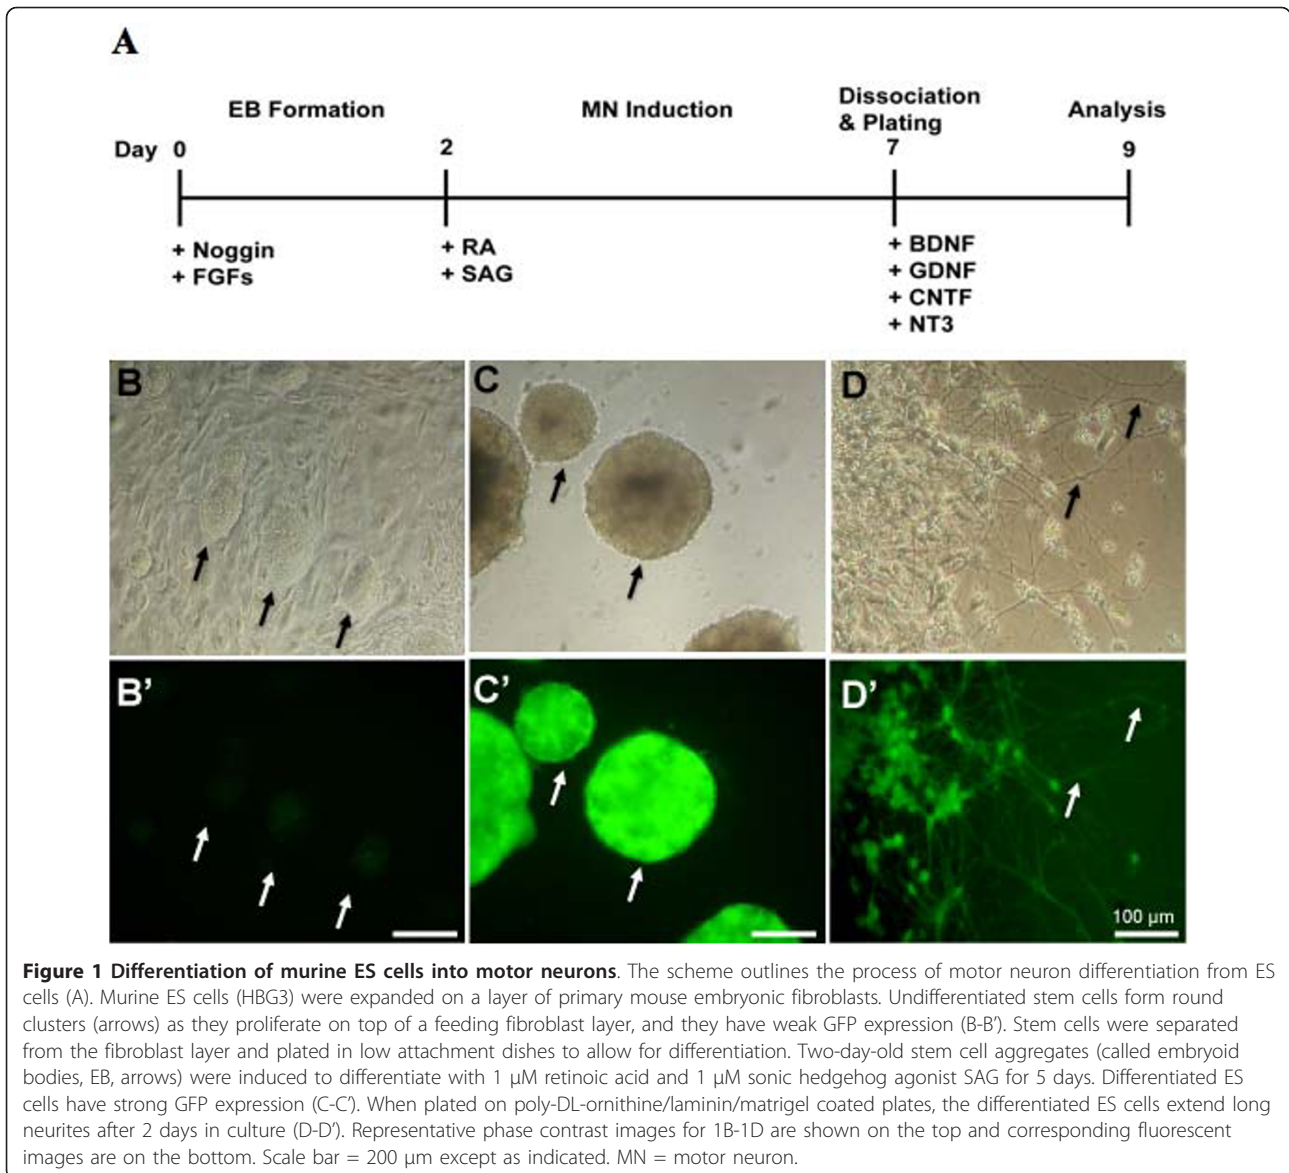 A
EB Formation
MN Induction
Dissociation
& Plating
Analysis
Day 0
2
7
9
+ Noggin
+ FGFs
+ RA
+ SAG
+ BDNF
+ GDNF
+ CNTF
+ NT3
B
C
D
B’
C’
D’
100 µm
Figure 1 Differentiation of murine ES cells into motor neurons. The scheme outlines the process of motor neuron differentiation from ES
cells (A). Murine ES cells (HBG3) were expanded on a layer of primary mouse embryonic fibroblasts. Undifferentiated stem cells form round
clusters (arrows) as they proliferate on top of a feeding fibroblast layer, and they have weak GFP expression (B-B’). Stem cells were separated
from the fibroblast layer and plated in low attachment dishes to allow for differentiation. Two-day-old stem cell aggregates (called embryoid
bodies, EB, arrows) were induced to differentiate with 1 µM retinoic acid and 1 µM sonic hedgehog agonist SAG for 5 days. Differentiated ES
cells have strong GFP expression (C-C’). When plated on poly-DL-ornithine/laminin/matrigel coated plates, the differentiated ES cells extend long
neurites after 2 days in culture (D-D’). Representative phase contrast images for 1B-1D are shown on the top and corresponding fluorescent
images are on the bottom. Scale bar = 200 µm except as indicated. MN = motor neuron.